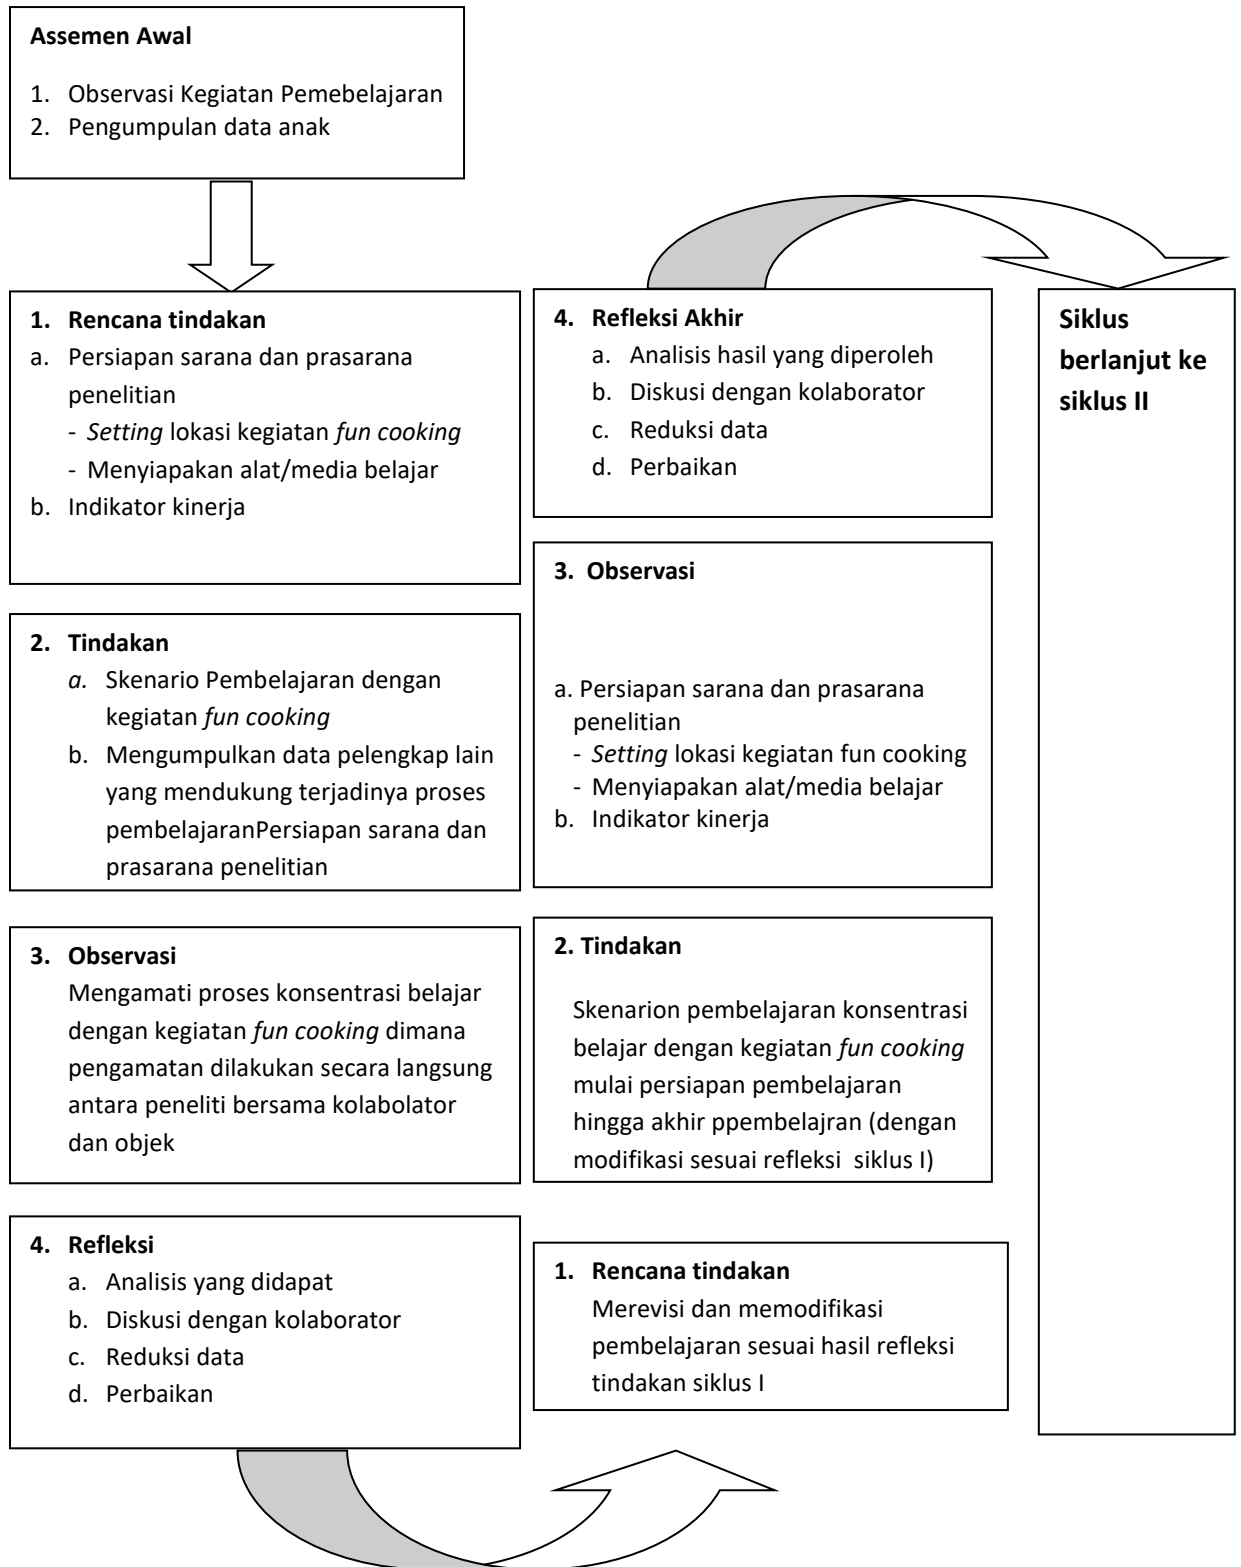 Assemen Awal
1. Observasi Kegiatan Pemebelajaran
2. Pengumpulan data anak
1. Rencana tindakan
a. Persiapan sarana dan prasarana
penelitian
- Setting lokasi kegiatan fun cooking
- Menyiapakan alat/media belajar
b. Indikator kinerja
2. Tindakan
a. Skenario Pembelajaran dengan
kegiatan fun cooking
b. Mengumpulkan data pelengkap lain
yang mendukung terjadinya proses
pembelajaranPersiapan sarana dan
prasarana penelitian
3. Observasi
Mengamati proses konsentrasi belajar
dengan kegiatan fun cooking dimana
pengamatan dilakukan secara langsung
antara peneliti bersama kolabolator
dan objek
4. Refleksi
a. Analisis yang didapat
b. Diskusi dengan kolaborator
c. Reduksi data
d. Perbaikan
4. Refleksi Akhir
a. Analisis hasil yang diperoleh
b. Diskusi dengan kolaborator
c. Reduksi data
d. Perbaikan
3. Observasi
a. Persiapan sarana dan prasarana
penelitian
- Setting lokasi kegiatan fun cooking
- Menyiapakan alat/media belajar
b. Indikator kinerja
2. Tindakan
Skenarion pembelajaran konsentrasi
belajar dengan kegiatan fun cooking
mulai persiapan pembelajaran
hingga akhir ppembelajran (dengan
modifikasi sesuai refleksi siklus I)
1. Rencana tindakan
Merevisi dan memodifikasi
pembelajaran sesuai hasil refleksi
tindakan siklus I
Siklus
berlanjut ke
siklus II